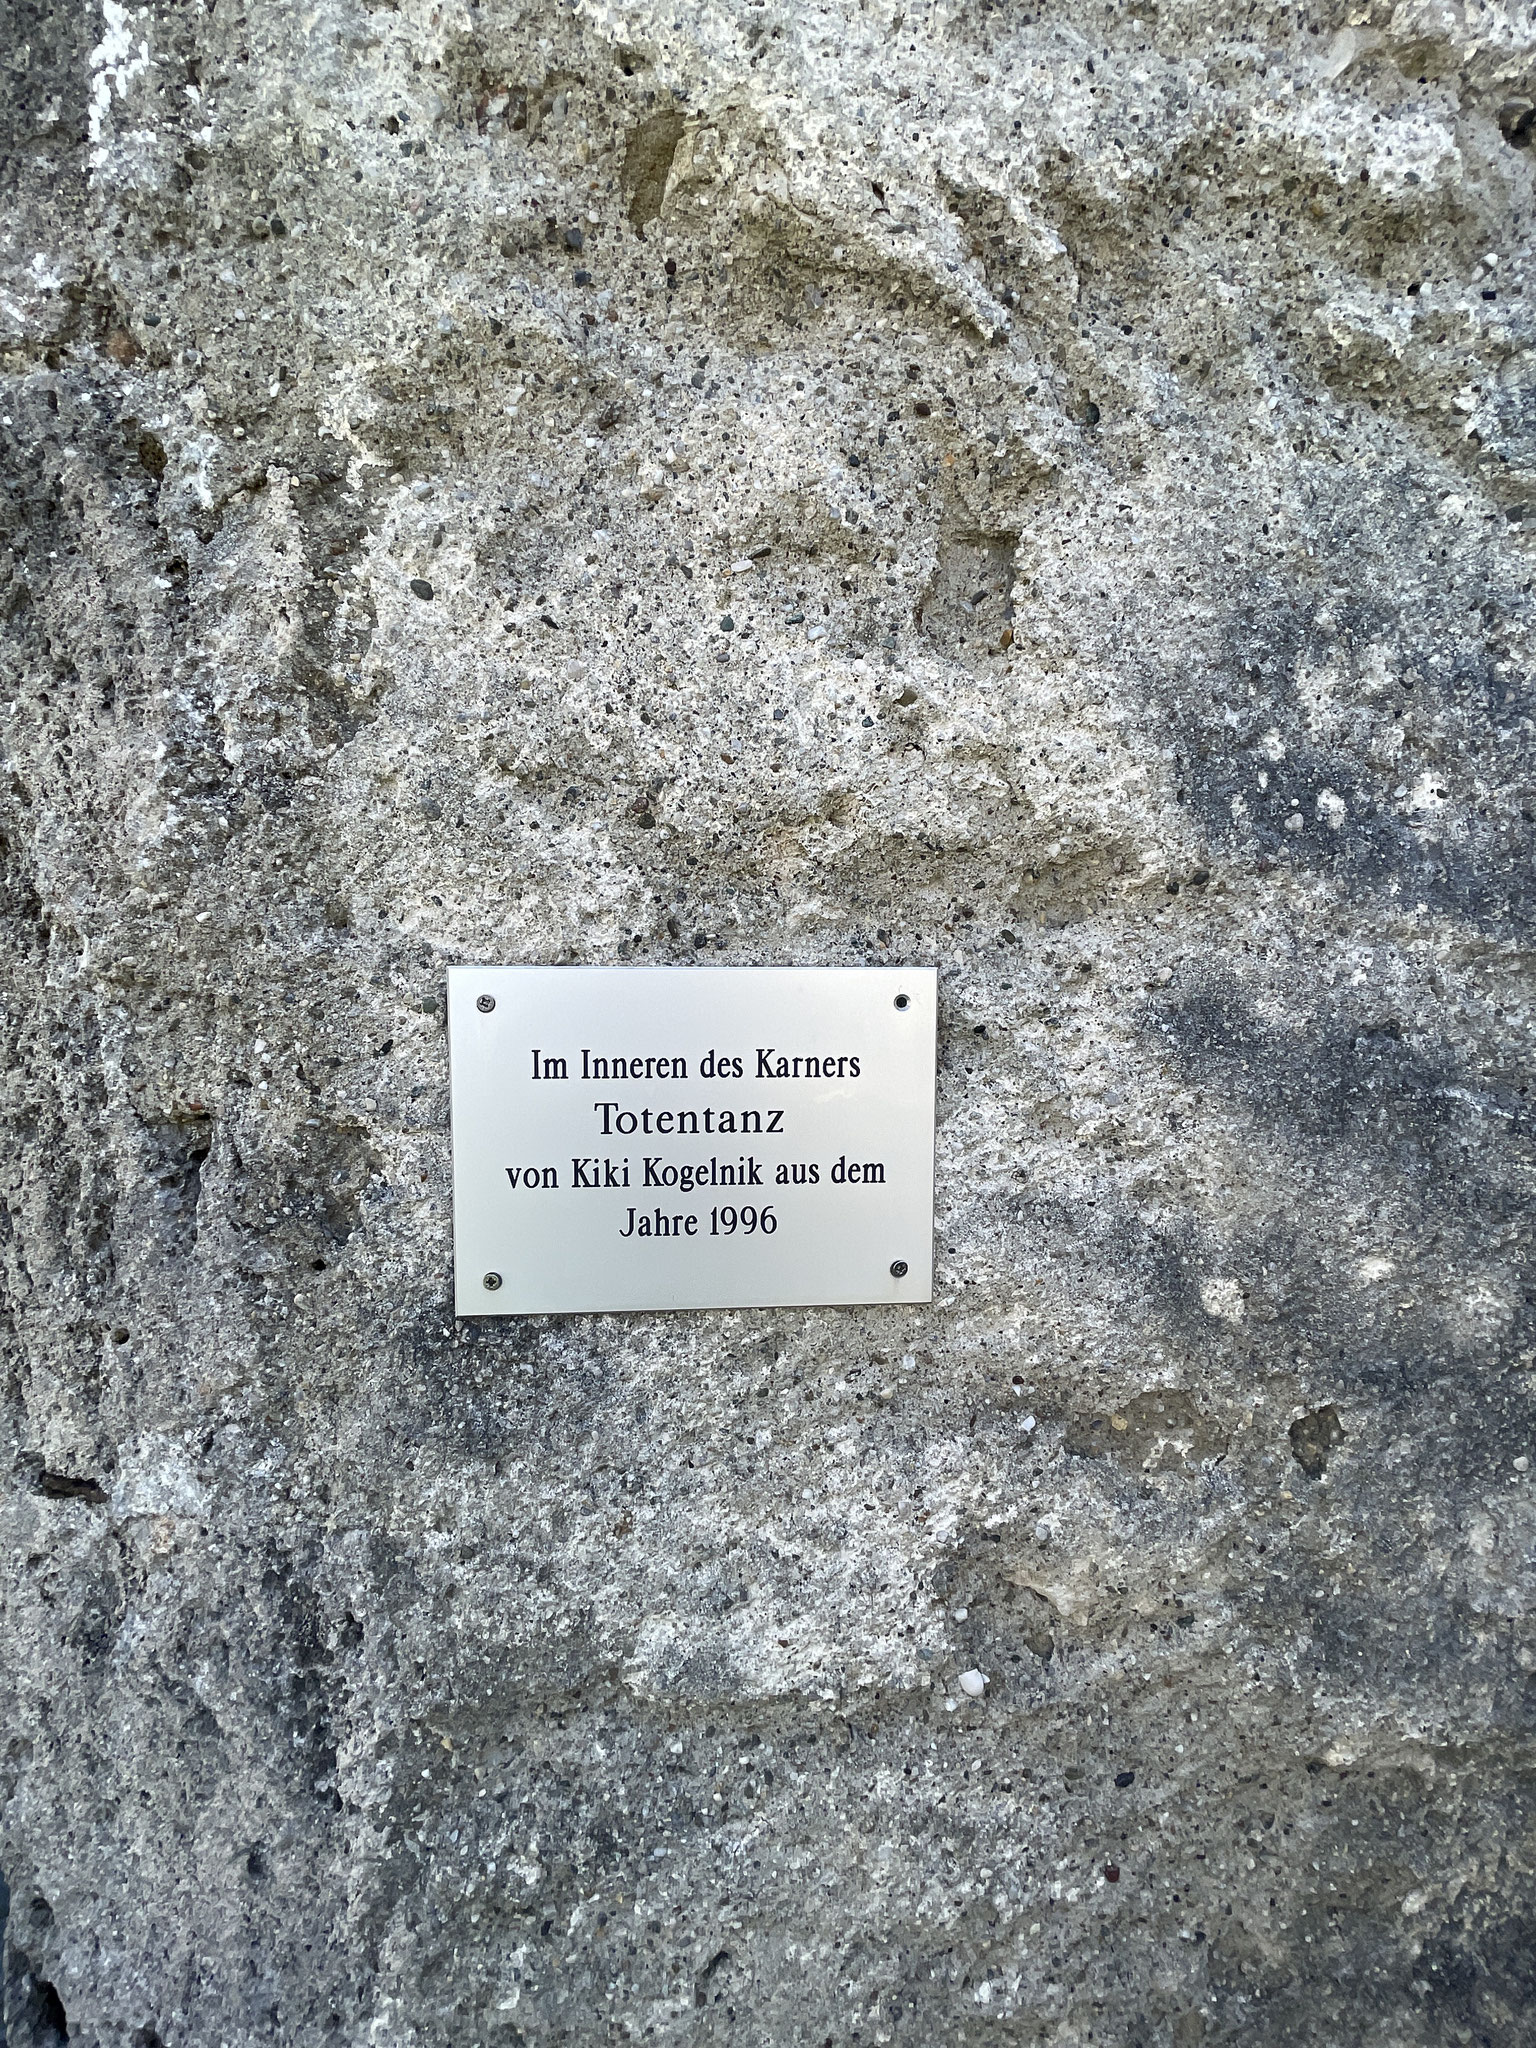 Im Inneren des Karners
Totentanz
von Kiki Kogelnik aus dem
Jahre 1996